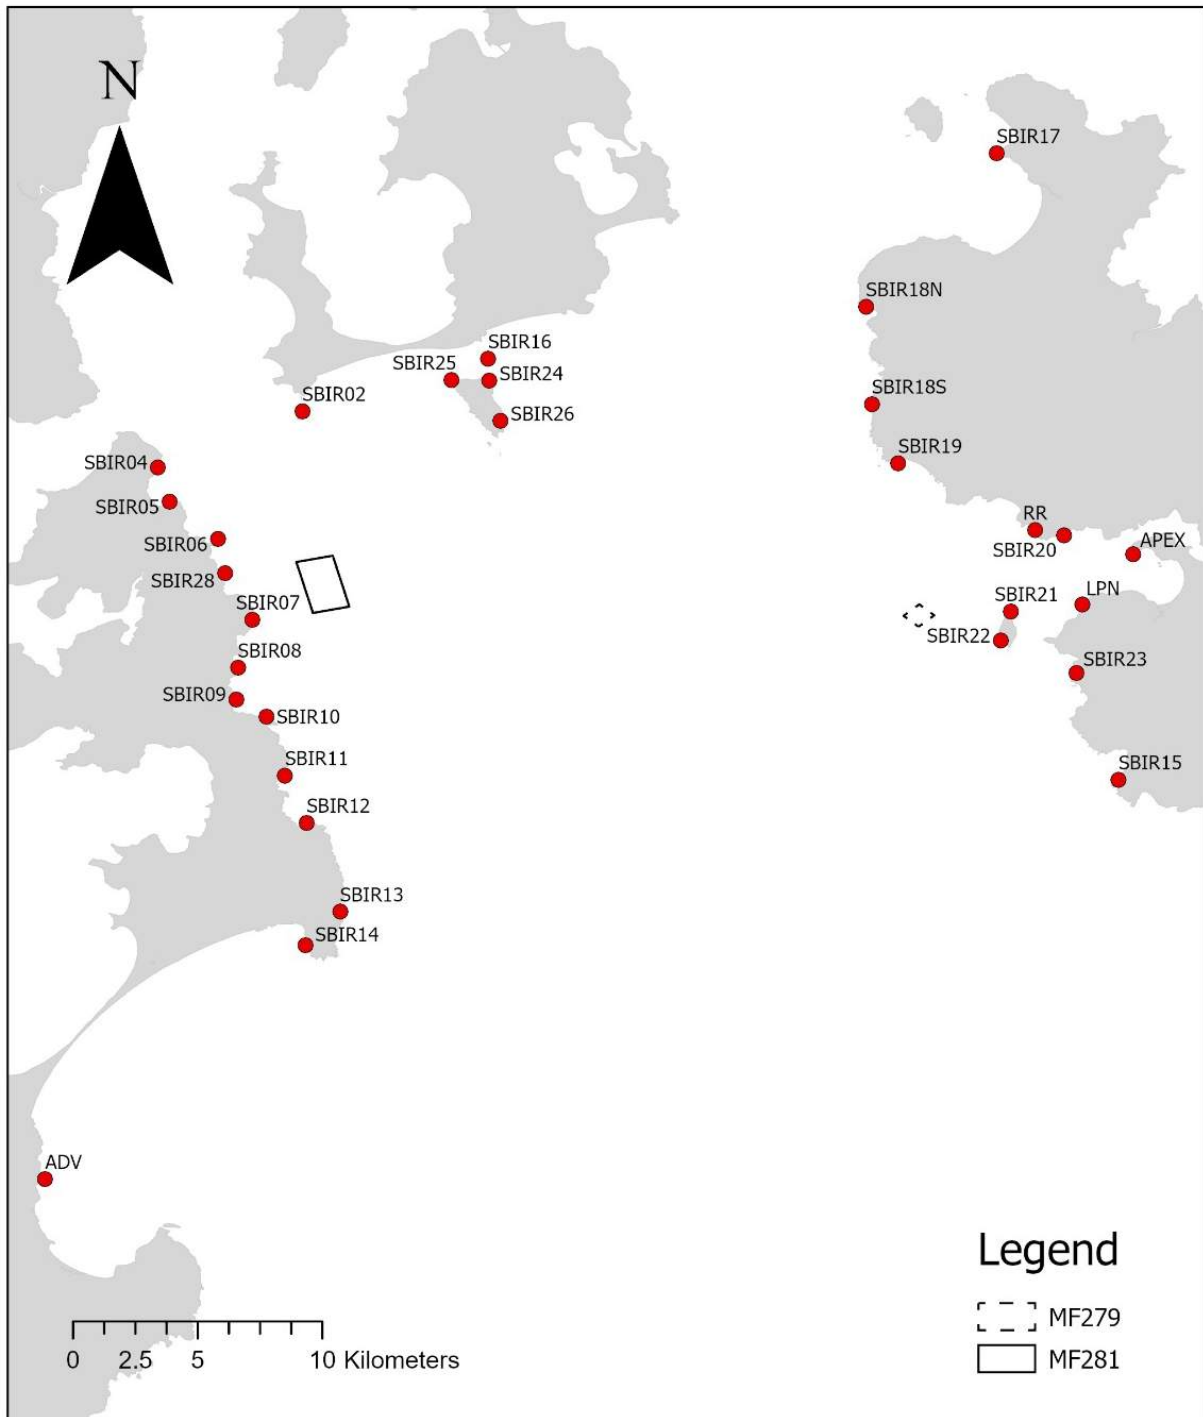 N
SBIR17
SBIR18N
SBIR16
SBIR25
SBIR24
SBIR02
SBIR26
SBIR18S
SBIR04
SBIR19
SBIR05
RR
SBIR06
SBIR20
APEX
SBIR28
SBIR07
SBIR21
LPN
SBIR22
SBIR08
SBIR23
SBIR09
SBIR10
SBIR11
SBIR15
SBIR12
SBIR13
SBIR14
ADV
Legend
MF279
MF281
0 2.5 5 10 Kilometers